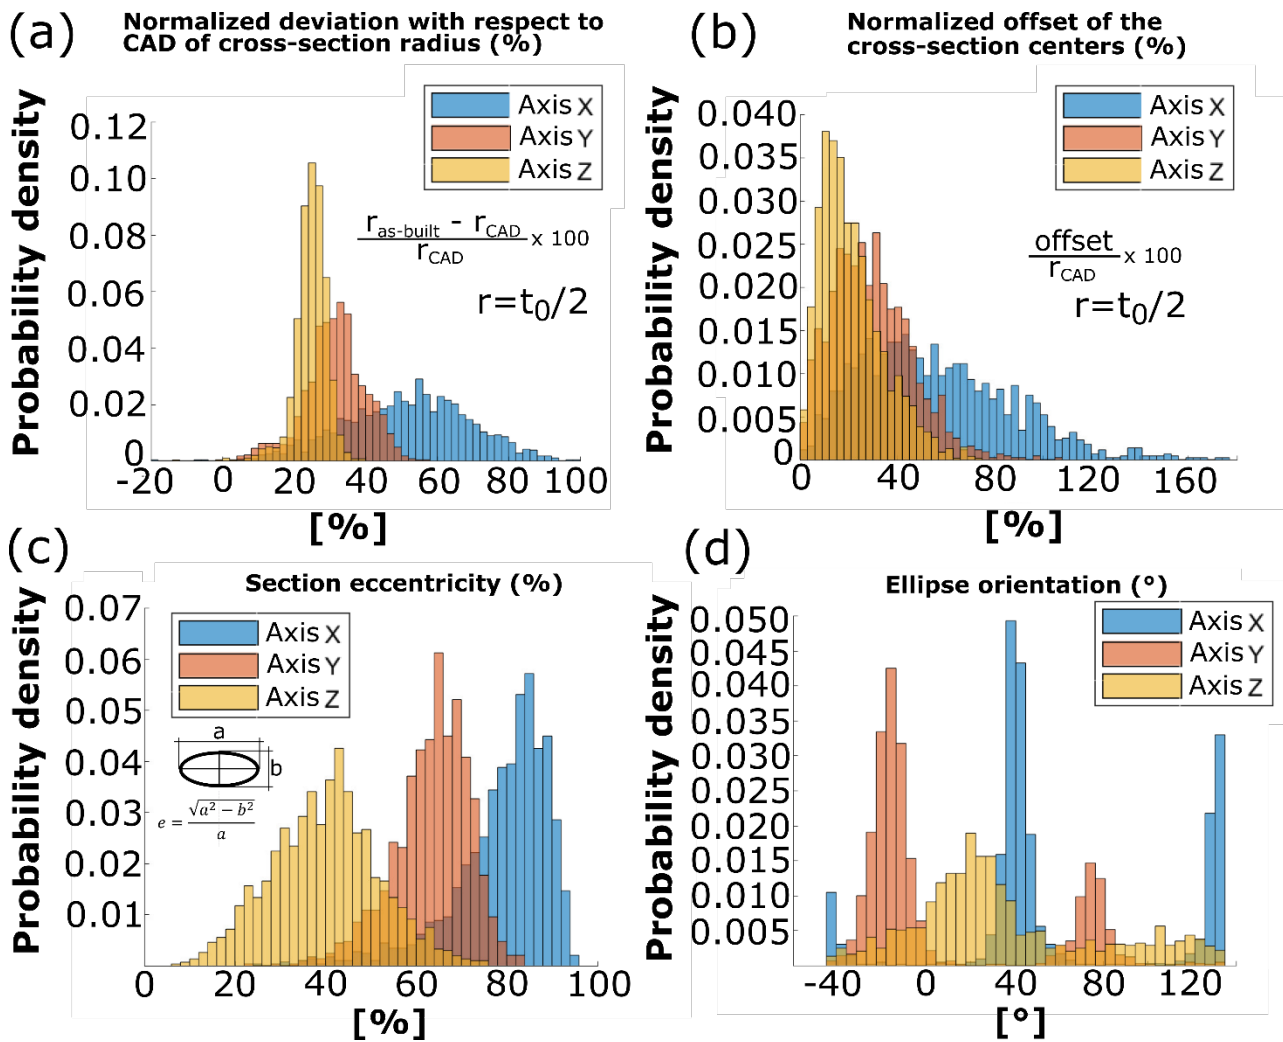 (a)
Normalized deviation with respect to
CAD of cross-section radius (%)
Probability density
0.12
0.10
0.08
0.06
0.04
0.02
0
Axis X
Axis Y
Axis Z
r_as-built - r_CAD
r_CAD
x 100
r=t_0/2
-20 0 20 40 60 80 100
[%]
(b)
Normalized offset of the
cross-section centers (%)
Probability density
0.040
0.035
0.030
0.025
0.020
0.015
0.010
0.005
0
Axis X
Axis Y
Axis Z
offset
r_CAD
x 100
r=t_0/2
0 40 80 120 160
[%]
(c)
Section eccentricity (%)
Probability density
0.07
0.06
0.05
0.04
0.03
0.02
0.01
Axis X
Axis Y
Axis Z
a
b
e = √a² − b²
a
0 20 40 60 80 100
[%]
(d)
Ellipse orientation (°)
Probability density
0.050
0.045
0.040
0.035
0.030
0.025
0.020
0.015
0.010
0.005
Axis X
Axis Y
Axis Z
-40 0 40 80 120
[°]